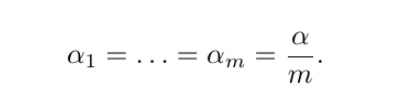 α₁ = … = αₘ = α/m.